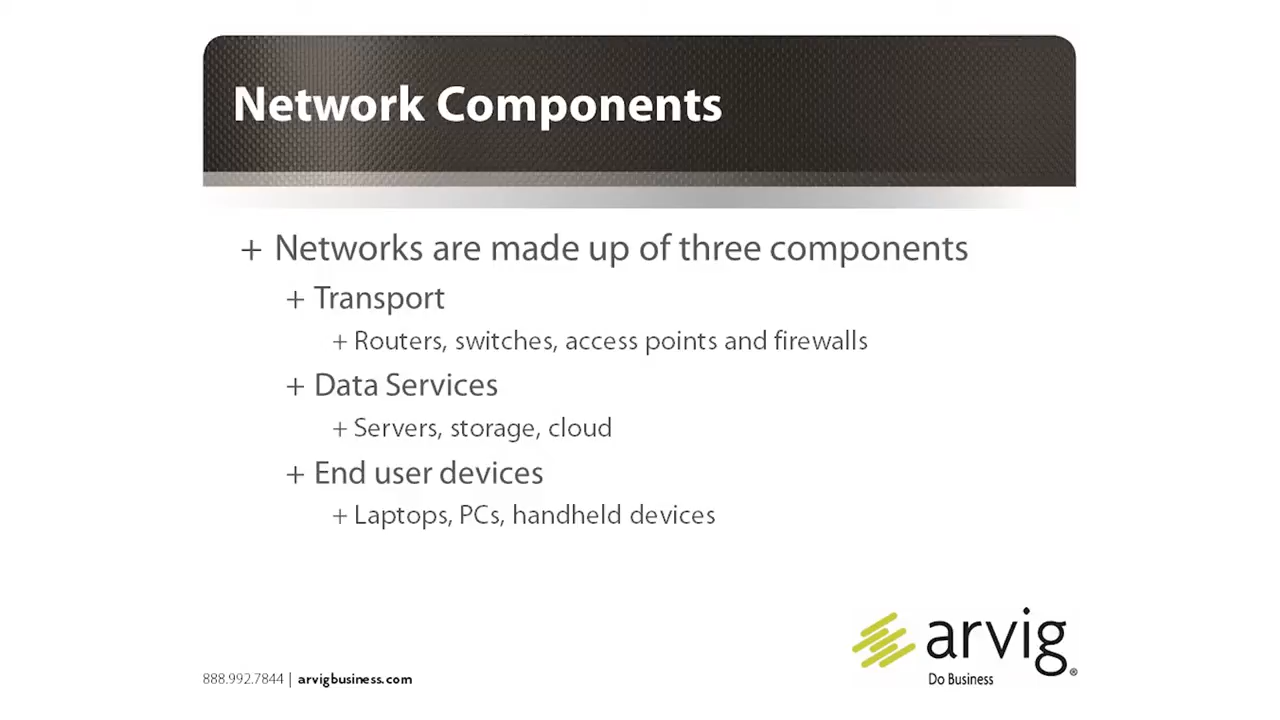 Network Components
+ Networks are made up of three components
+ Transport
+ Routers, switches, access points and firewalls
+ Data Services
+ Servers, storage, cloud
+ End user devices
+ Laptops, PCs, handheld devices
arvig®
Do Business
888.992.7844 | arvigbusiness.com